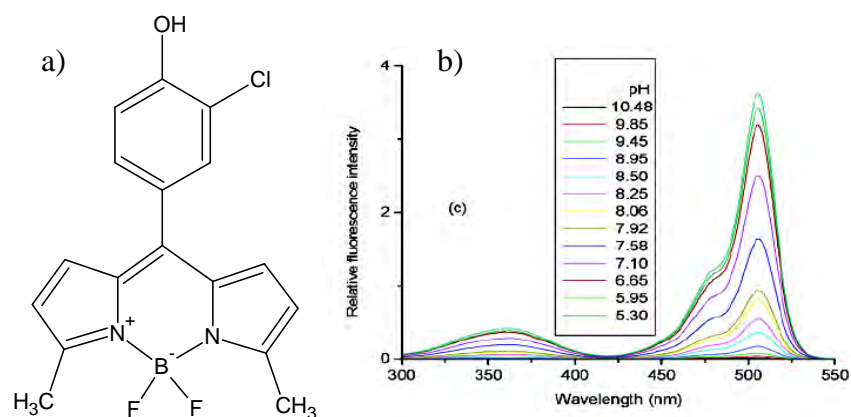 a)
OH
Cl
N+
N
B-
F
F
H3C
CH3
b)
Relative fluorescence intensity
4
2
0
(c)
pH
10.48
9.85
9.45
8.95
8.50
8.25
8.06
7.92
7.58
7.10
6.65
5.95
5.30
300
350
400
450
500
550
Wavelength (nm)